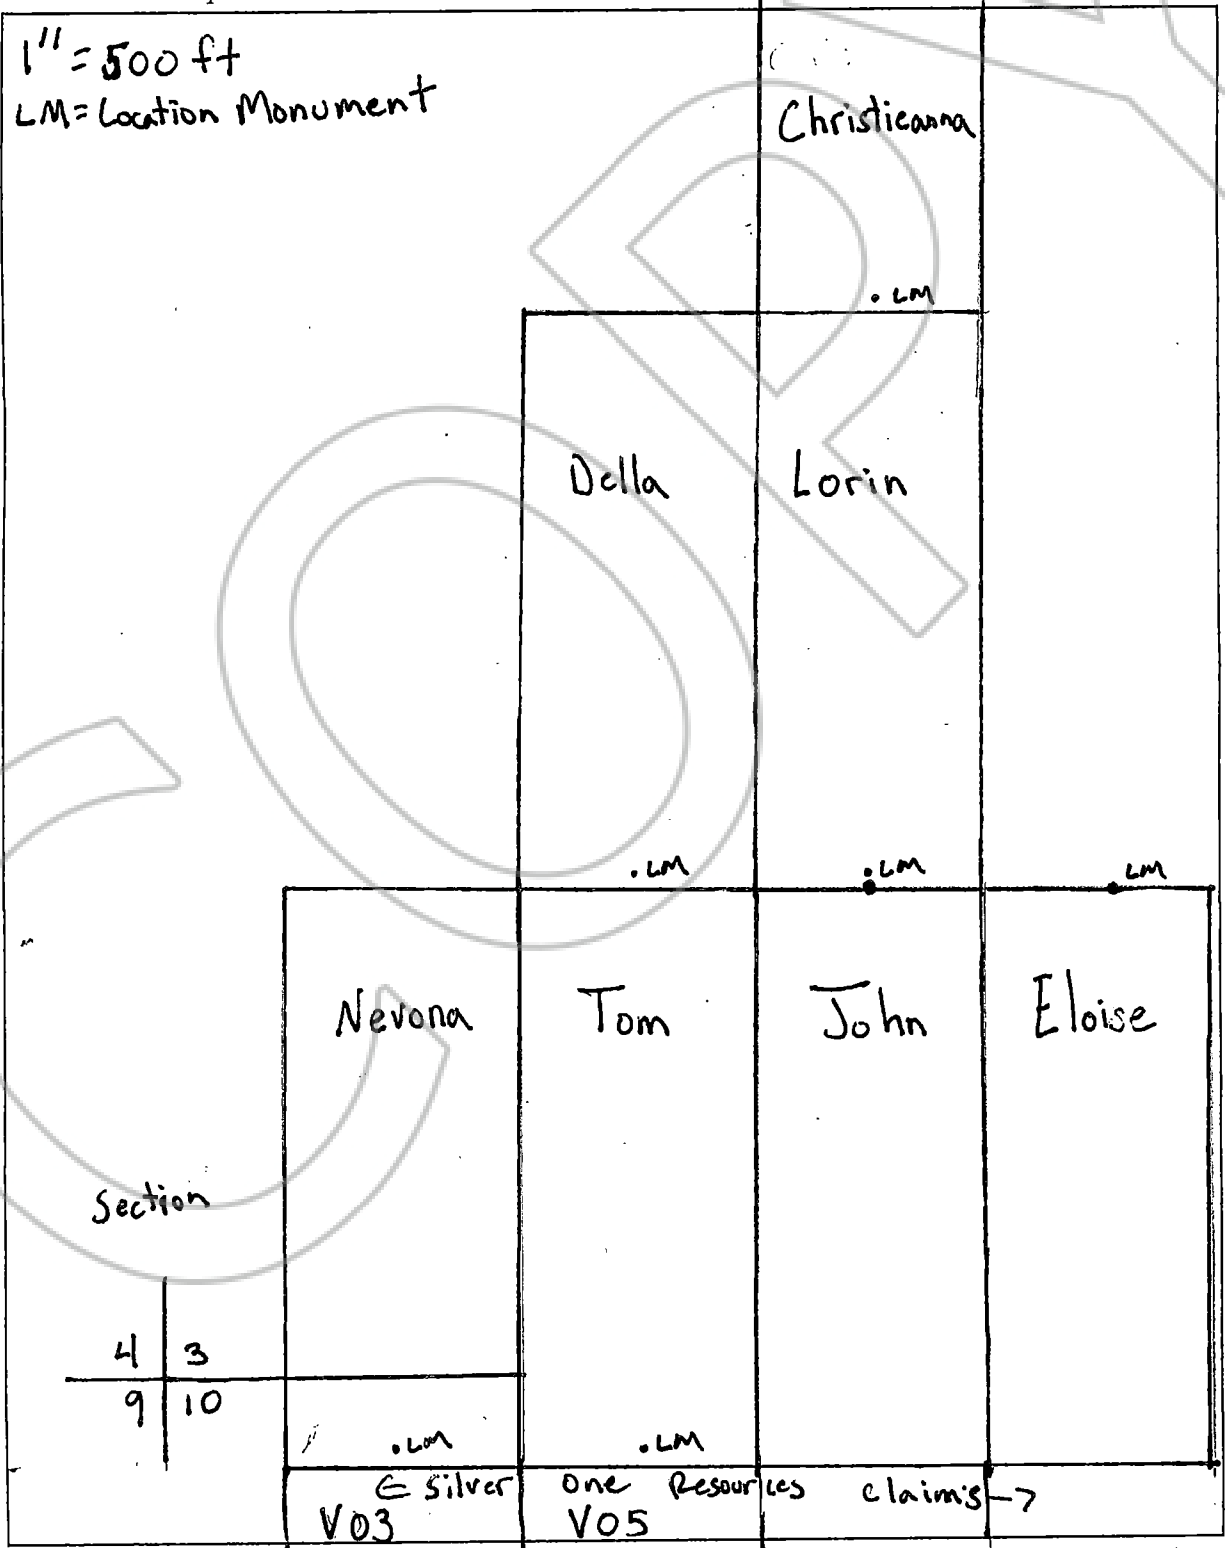 1" = 500 ft
LM = Location Monument
Christieanna
. LM
Della Lorin
. LM . LM LM
Nevona Tom John Eloise
Section
4 3
9 10
. LM . LM
← Silver One Resources claims →
V03 V05
COPY